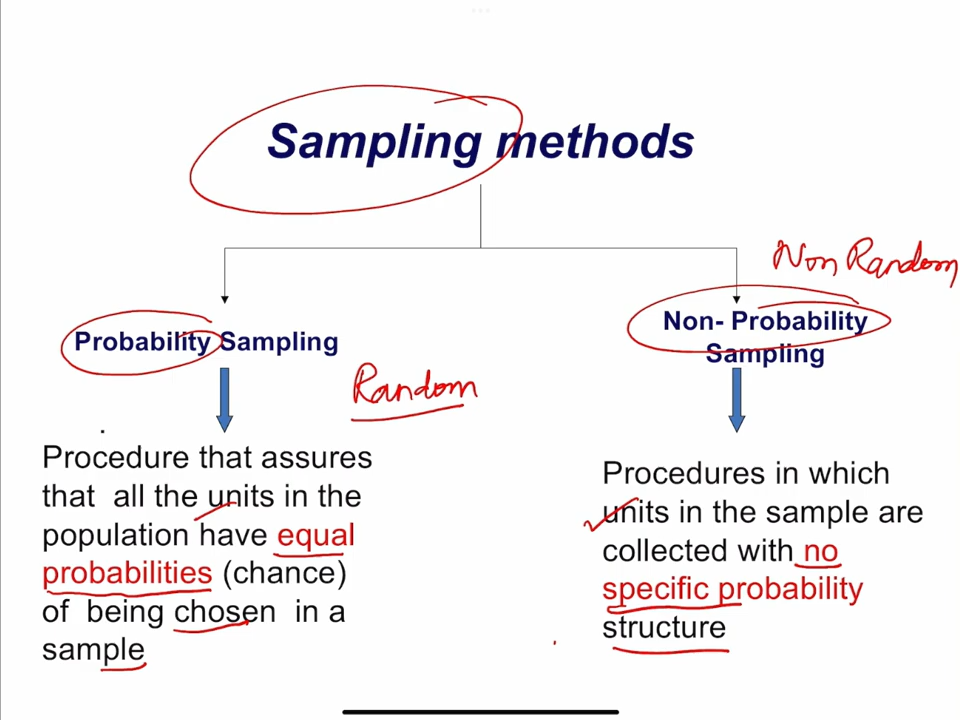 Sampling methods
Non Random
Probability Sampling
Random
Procedure that assures
that all the units in the
population have equal
probabilities (chance)
of being chosen in a
sample
Non- Probability
Sampling
Procedures in which
units in the sample are
collected with no
specific probability
structure